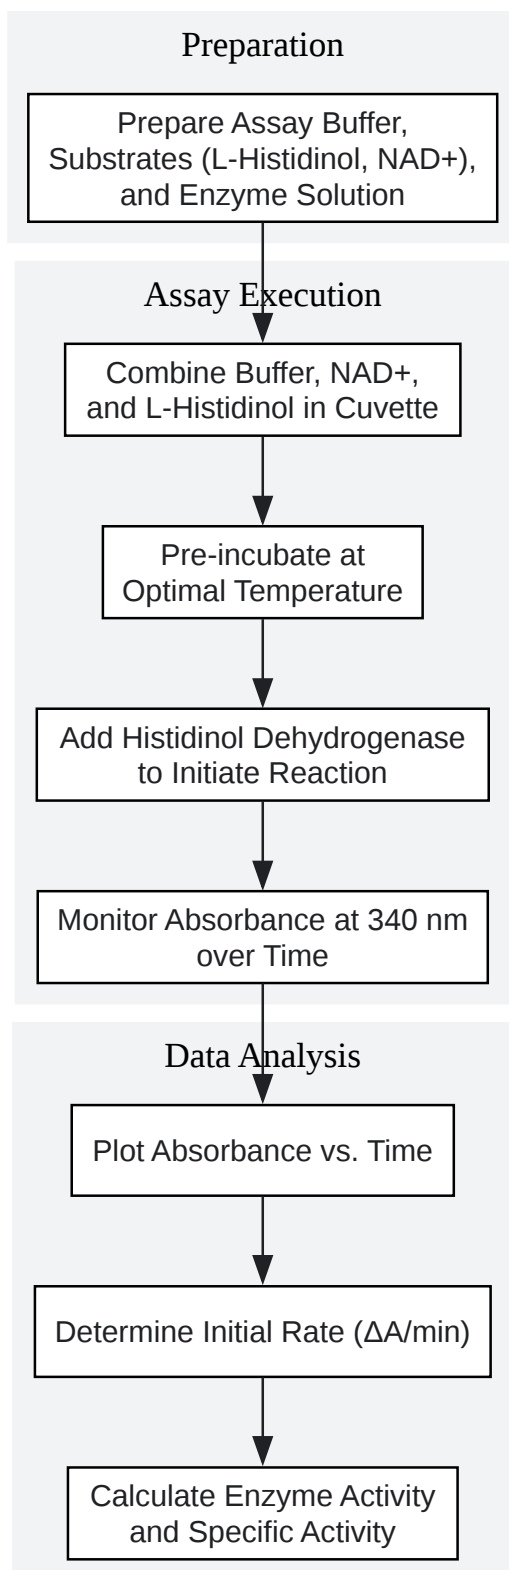 Preparation
Prepare Assay Buffer,
Substrates (L-Histidinol, NAD+),
and Enzyme Solution
Assay Execution
Combine Buffer, NAD+,
and L-Histidinol in Cuvette
Pre-incubate at
Optimal Temperature
Add Histidinol Dehydrogenase
to Initiate Reaction
Monitor Absorbance at 340 nm
over Time
Data Analysis
Plot Absorbance vs. Time
Determine Initial Rate (ΔA/min)
Calculate Enzyme Activity
and Specific Activity